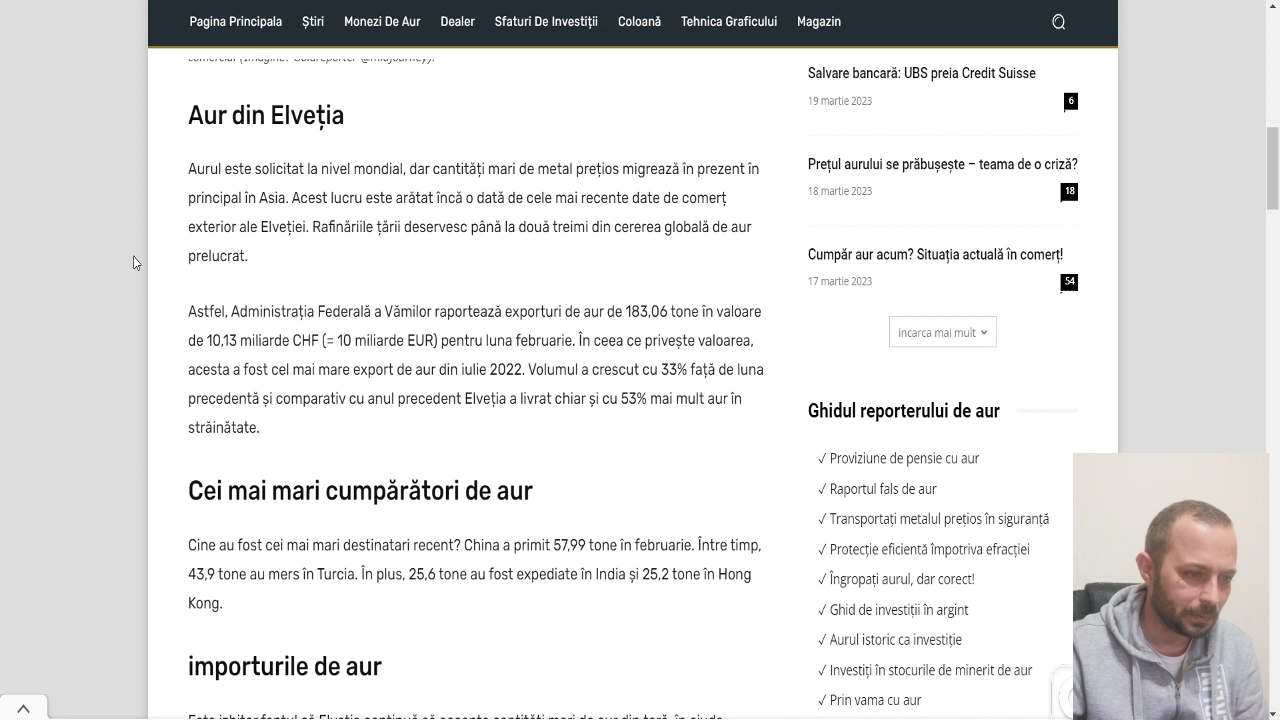 Pagina Principala Știri Monezi De Aur Dealer Sfaturi De Investiții Coloană Tehnica Graficului Magazin
Aur din Elveția
Aurul este solicitat la nivel mondial, dar cantități mari de metal prețios migrează în prezent în
principal în Asia. Acest lucru este arătat încă o dată de cele mai recente date de comerț
exterior ale Elveției. Rafinăriile țării deservesc până la două treimi din cererea globală de aur
prelucrat.
Astfel, Administrația Federală a Vămilor raportează exporturi de aur de 183,06 tone în valoare
de 10,13 miliarde CHF (= 10 miliarde EUR) pentru luna februarie. În ceea ce privește valoarea,
acesta a fost cel mai mare export de aur din iulie 2022. Volumul a crescut cu 33% față de luna
precedentă și comparativ cu anul precedent Elveția a livrat chiar și cu 53% mai mult aur în
străinătate.
Cei mai mari cumpărători de aur
Cine au fost cei mai mari destinatari recent? China a primit 57,99 tone în februarie. Între timp,
43,9 tone au mers în Turcia. În plus, 25,6 tone au fost expediate în India și 25,2 tone în Hong
Kong.
importurile de aur
Salvare bancară: UBS preia Credit Suisse
19 martie 2023 6
Prețul aurului se prăbușește – teama de o criză?
18 martie 2023 18
Cumpăr aur acum? Situația actuală în comerț!
17 martie 2023 54
incarca mai mult
Ghidul reporterului de aur
✓ Proviziune de pensie cu aur
✓ Raportul fals de aur
✓ Transportați metalul prețios în siguranță
✓ Protecție eficientă împotriva efracției
✓ Îngropați aurul, dar corect!
✓ Ghid de investiții în argint
✓ Aurul istoric ca investiție
✓ Investiți în stocurile de minerit de aur
✓ Prin vama cu aur